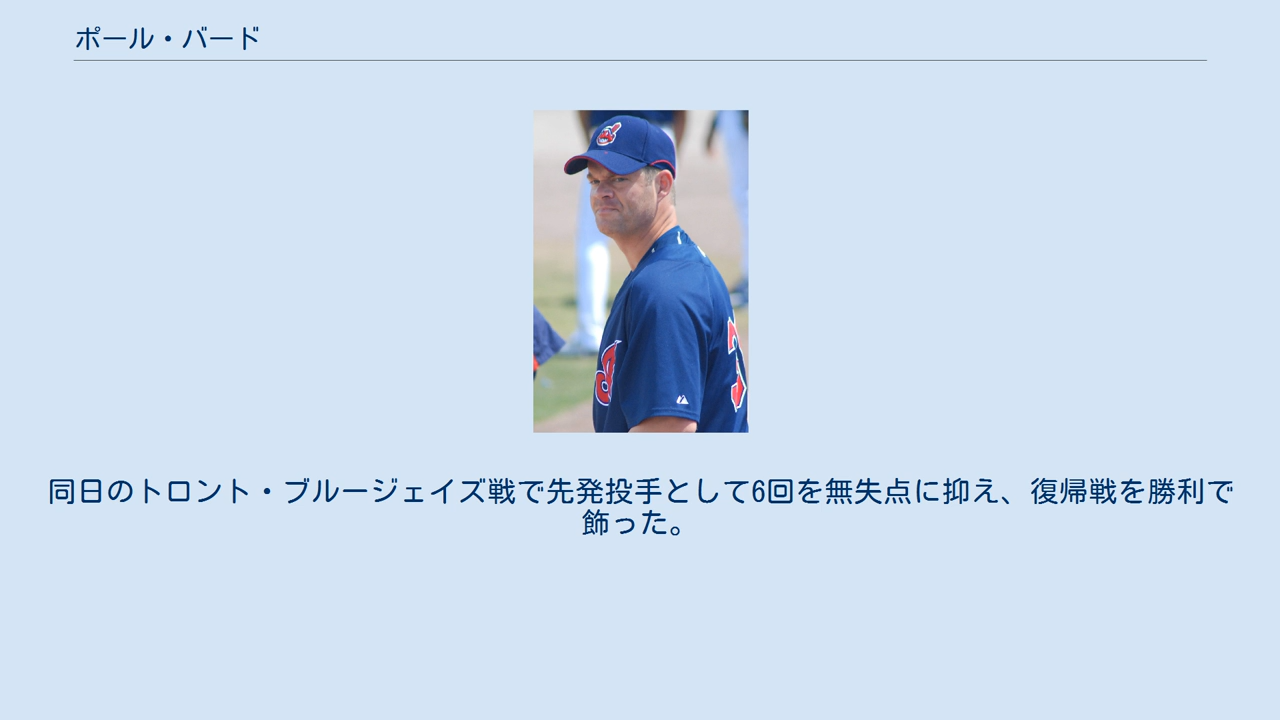 ポール・バード
同日のトロント・ブルージェイズ戦で先発投手として6回を無失点に抑え、復帰戦を勝利で
飾った。